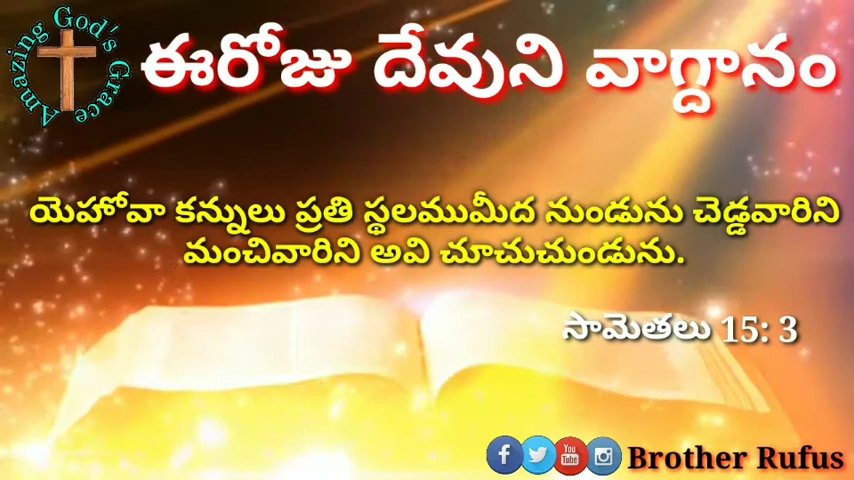 Amazing God's Grace
ఈరోజు దేవుని వాగ్దానం
యెహోవా కన్నులు ప్రతి స్థలముమీద నుండును చెడ్డవారిని
మంచివారిని అవి చూచుచుండును.
సామెతలు 15: 3
You Tube
Brother Rufus